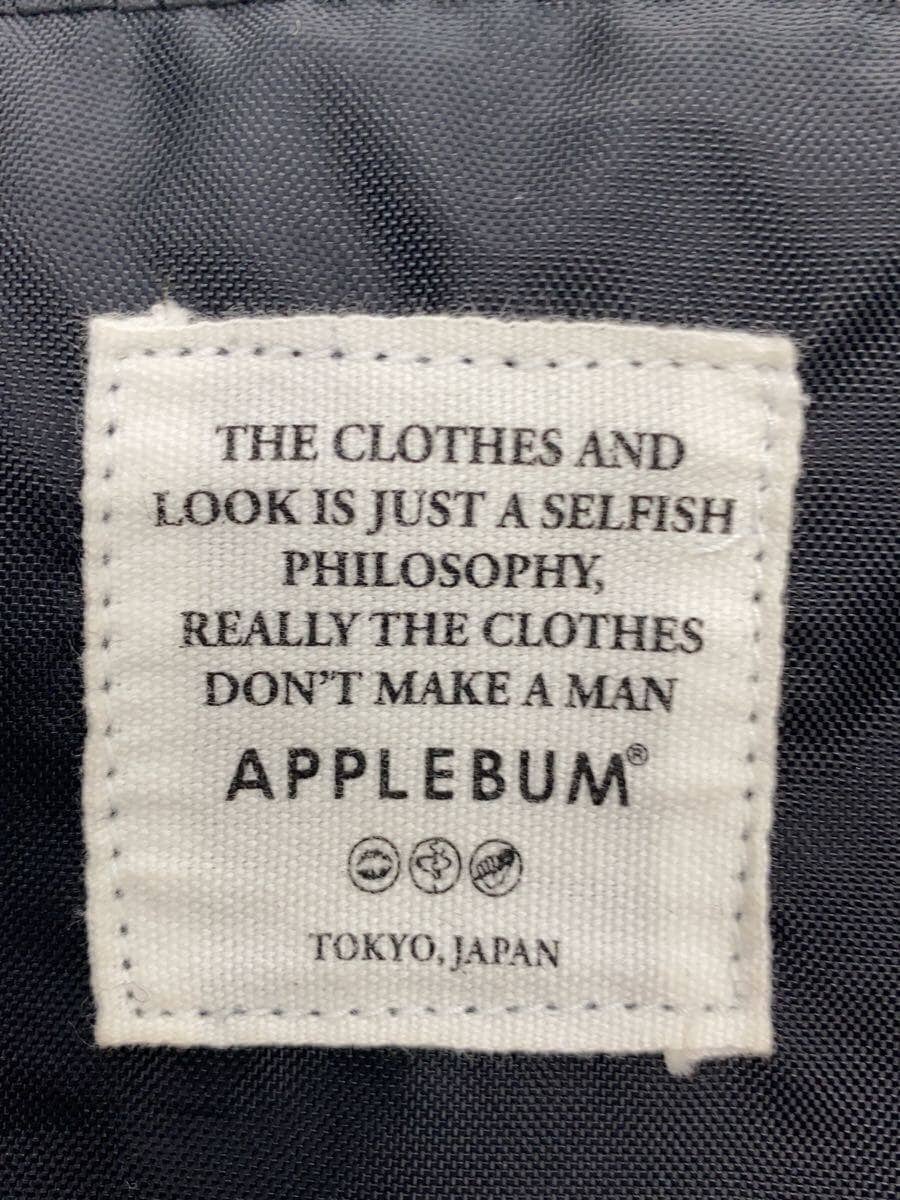 THE CLOTHES AND
LOOK IS JUST A SELFISH
PHILOSOPHY,
REALLY THE CLOTHES
DON'T MAKE A MAN
APPLEBUM®
TOKYO, JAPAN